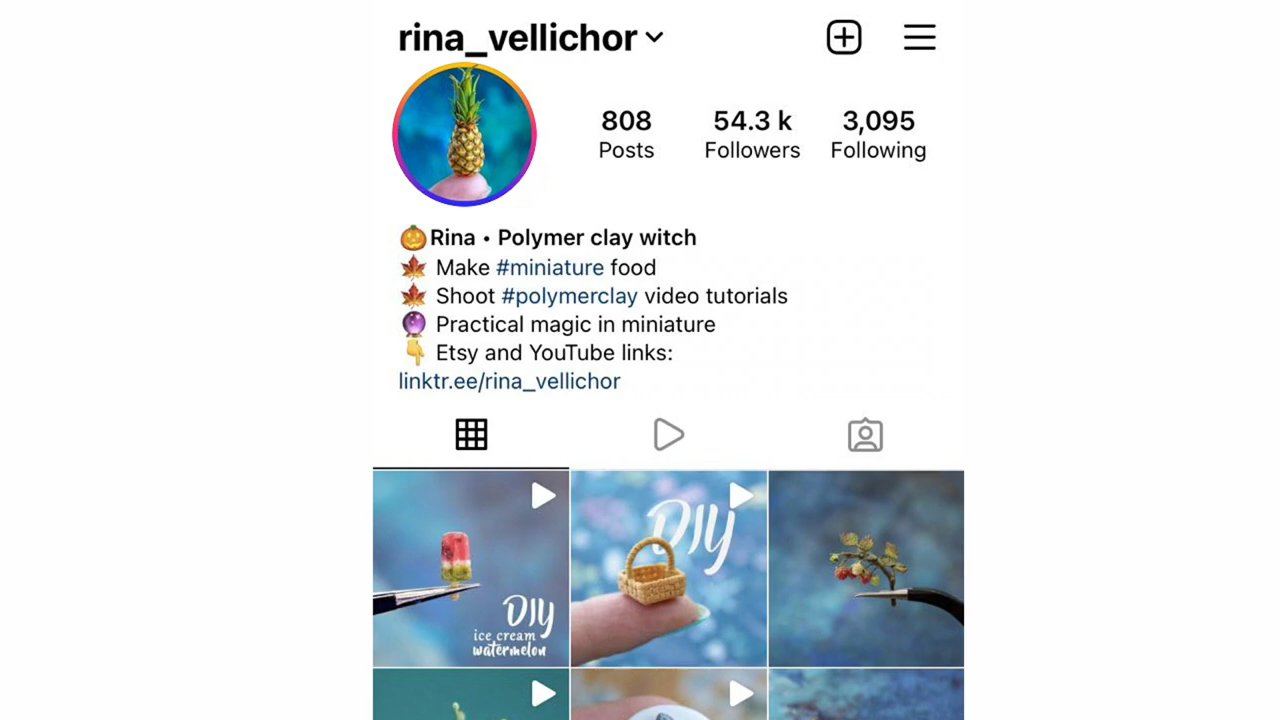 rina_vellichor
808
54.3 k
3,095
Posts
Followers
Following
Rina • Polymer clay witch
Make #miniature food
Shoot #polymerclay video tutorials
Practical magic in miniature
Etsy and YouTube links:
linktr.ee/rina_vellichor
DIY
ice cream
watermelon
DIY